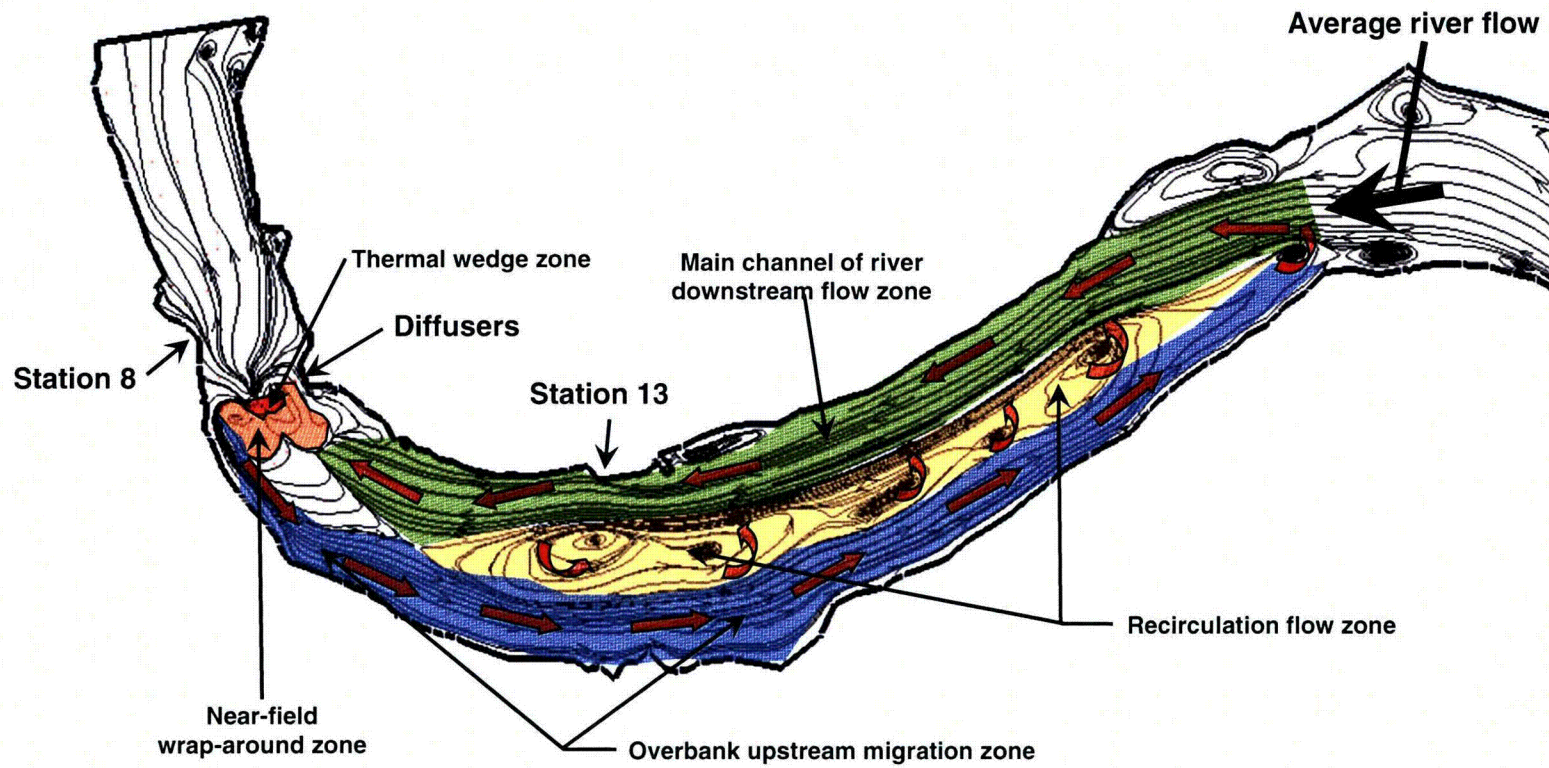 Average river flow
Thermal wedge zone
Main channel of river
downstream flow zone
Diffusers
Station 8
Station 13
Recirculation flow zone
Near-field
wrap-around zone
Overbank upstream migration zone